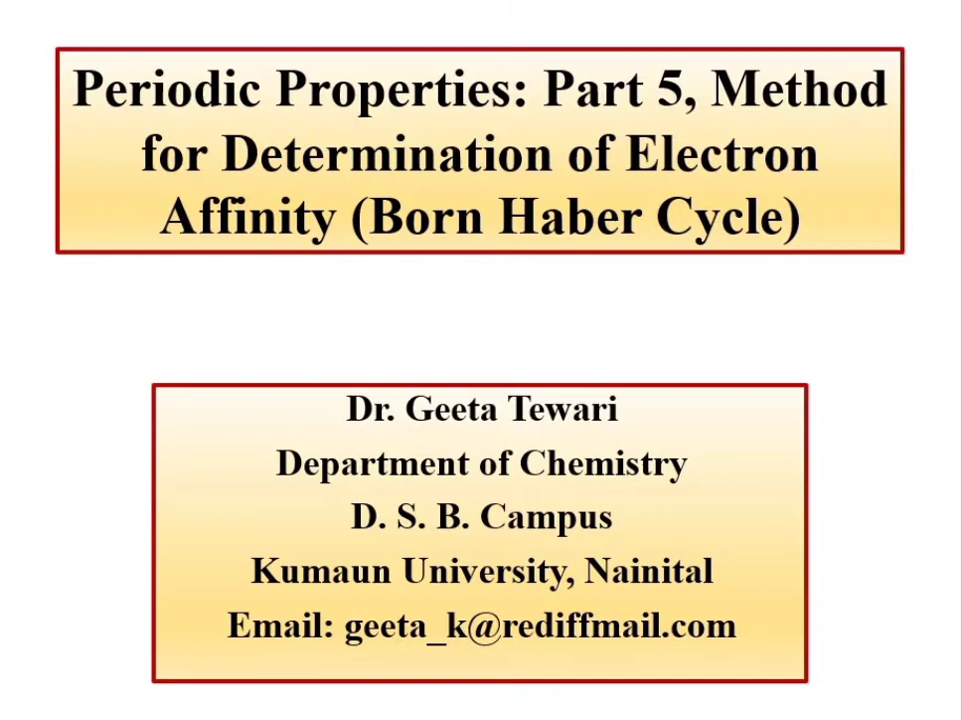 Periodic Properties: Part 5, Method
for Determination of Electron
Affinity (Born Haber Cycle)
Dr. Geeta Tewari
Department of Chemistry
D. S. B. Campus
Kumaun University, Nainital
Email: geeta_k@rediffmail.com